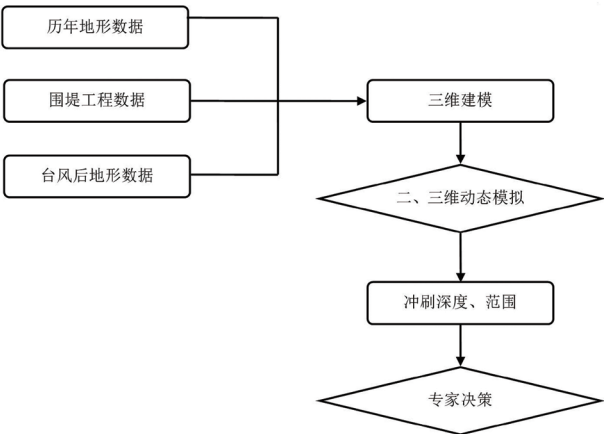 历年地形数据
围堤工程数据
三维建模
台风后地形数据
二、三维动态模拟
冲刷深度、范围
专家决策